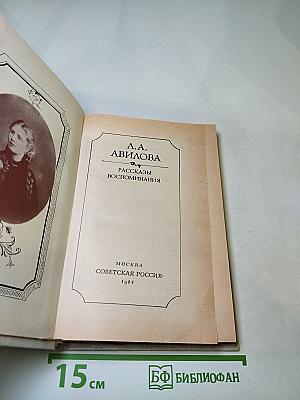 Л. А.
АВИЛОВА
РАССКАЗЫ
ВОСПОМИНАНИЯ
МОСКВА
«СОВЕТСКАЯ РОССИЯ»
1984
15 см
БФ БИБЛИОФАН